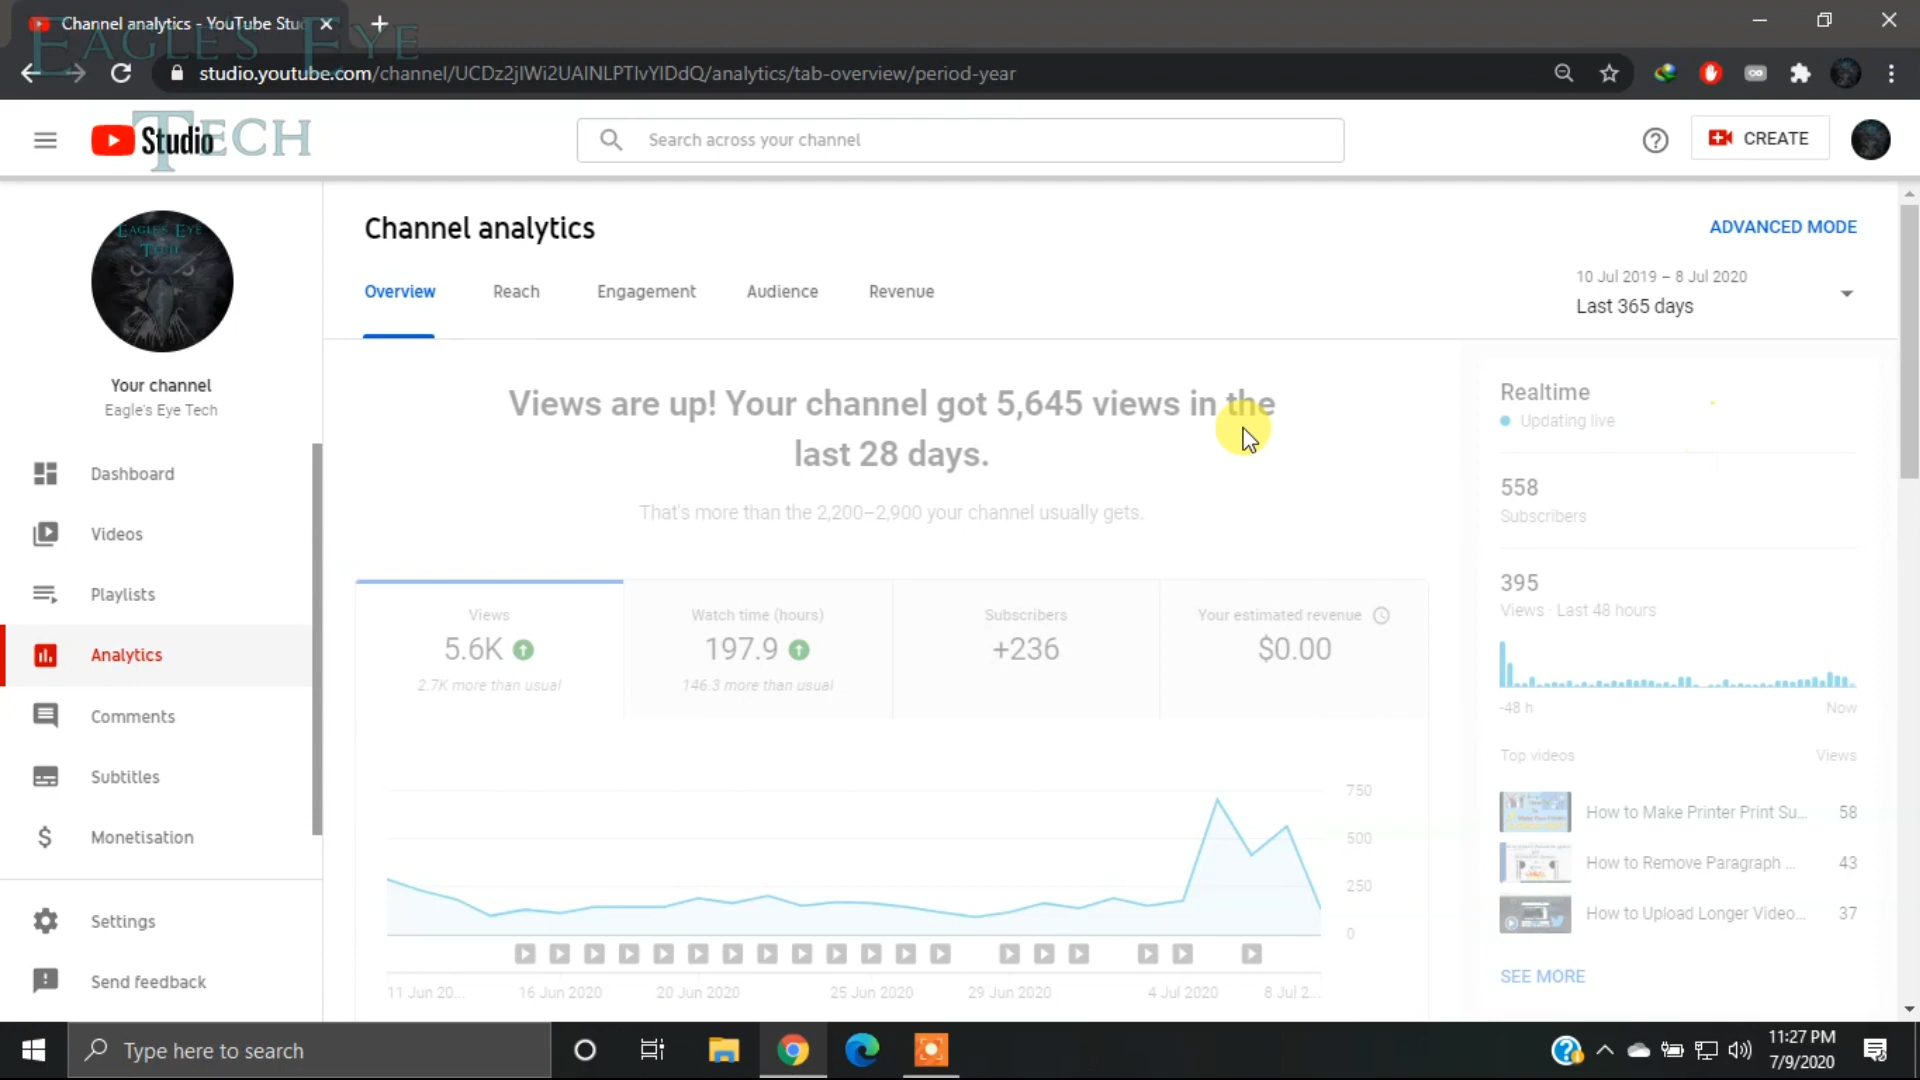 Channel analytics - YouTube Stu
EAGLE'S EYE
TECH
studio.youtube.com/channel/UCDz2jIWi2UAINLPTIvYIDdQ/analytics/tab-overview/period-year
Studio
Search across your channel
CREATE
EAGLE'S EYE
TECH
Your channel
Eagle's Eye Tech
Dashboard
Videos
Playlists
Analytics
Comments
Subtitles
Monetisation
Settings
Send feedback
Channel analytics
ADVANCED MODE
Overview
Reach
Engagement
Audience
Revenue
10 Jul 2019 – 8 Jul 2020
Last 365 days
Views are up! Your channel got 5,645 views in the
last 28 days.
That's more than the 2,200–2,900 your channel usually gets.
Views
5.6K
2.7K more than usual
Watch time (hours)
197.9
146.3 more than usual
Subscribers
+236
Your estimated revenue
$0.00
750
500
250
0
11 Jun 20...
16 Jun 2020
20 Jun 2020
25 Jun 2020
29 Jun 2020
4 Jul 2020
8 Jul 2...
Realtime
Updating live
558
Subscribers
395
Views · Last 48 hours
-48 h
Now
Top videos
Views
How to Make Printer Print Su...
58
How to Remove Paragraph ...
43
How to Upload Longer Video...
37
SEE MORE
Type here to search
11:27 PM
7/9/2020